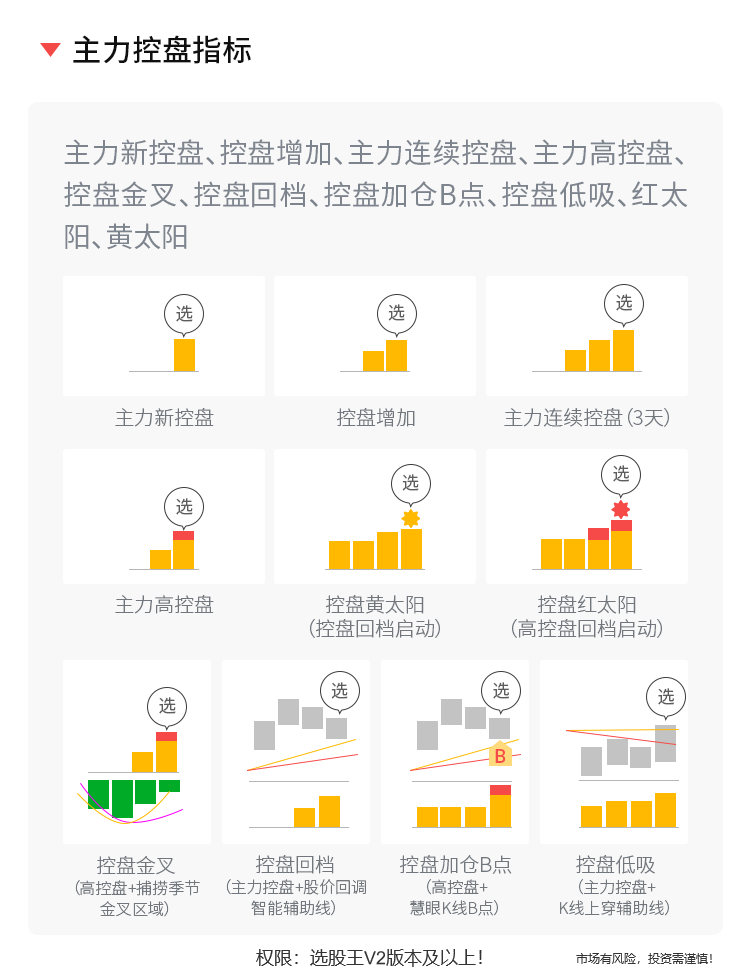 主力控盘指标
主力新控盘、控盘增加、主力连续控盘、主力高控盘、
控盘金叉、控盘回档、控盘加仓B点、控盘低吸、红太
阳、黄太阳
选
选
选
主力新控盘
控盘增加
主力连续控盘（3天）
选
选
选
主力高控盘
控盘黄太阳
（控盘回档启动）
控盘红太阳
（高控盘回档启动）
选
选
选
选
B
控盘金叉
（高控盘+捕捞季节
金叉区域）
控盘回档
（主力控盘+股价回调
智能辅助线）
控盘加仓B点
（高控盘+
慧眼K线B点）
控盘低吸
（主力控盘+
K线上穿辅助线）
权限：选股王V2版本及以上！
市场有风险，投资需谨慎！